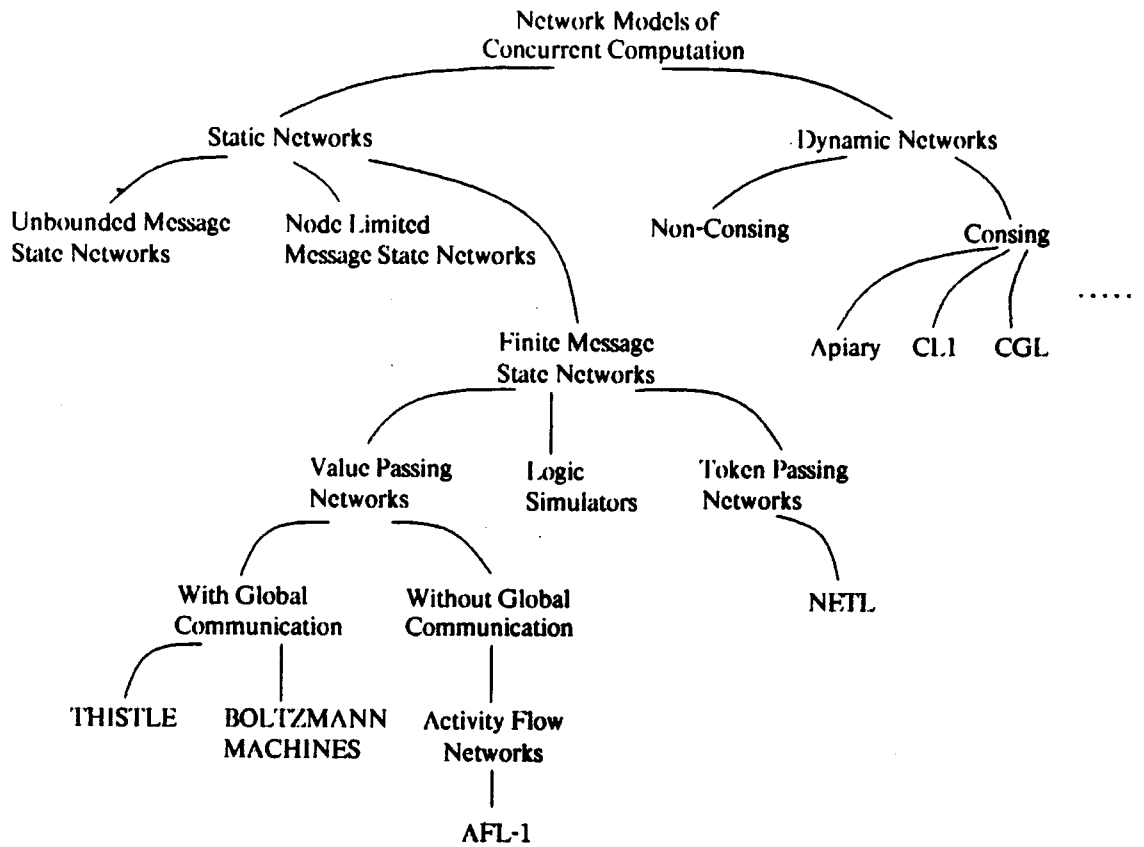 Network Models of
Concurrent Computation
Static Networks
Dynamic Networks
Unbounded Message
State Networks
Node Limited
Message State Networks
Non-Consing
Consing
.....
Apiary
CL1
CGL
Finite Message
State Networks
Value Passing
Networks
Logic
Simulators
Token Passing
Networks
With Global
Communication
Without Global
Communication
NETL
THISTLE
BOLTZMANN
MACHINES
Activity Flow
Networks
AFL-1